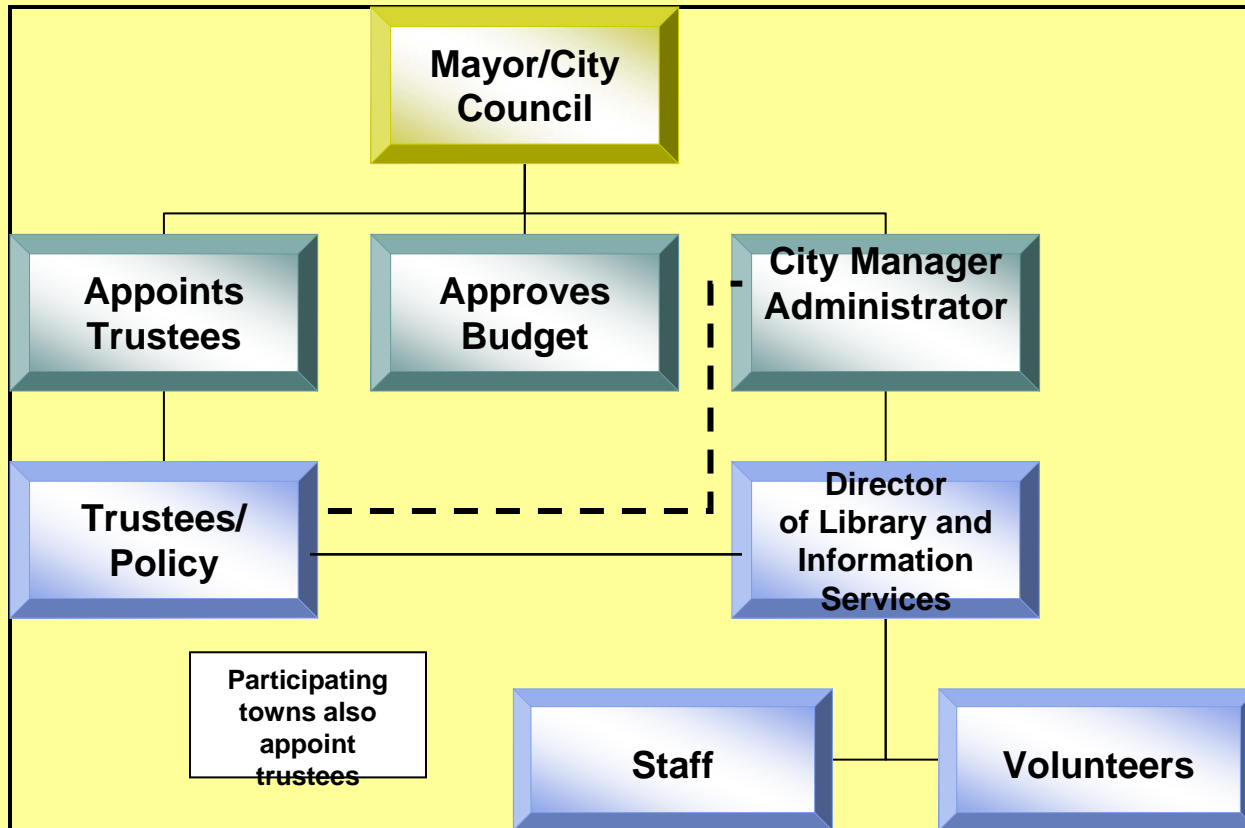 Mayor/City
Council
Appoints
Trustees
Approves
Budget
City Manager
Administrator
Trustees/
Policy
Director
of Library and
Information
Services
Participating
towns also
appoint
trustees
Staff
Volunteers